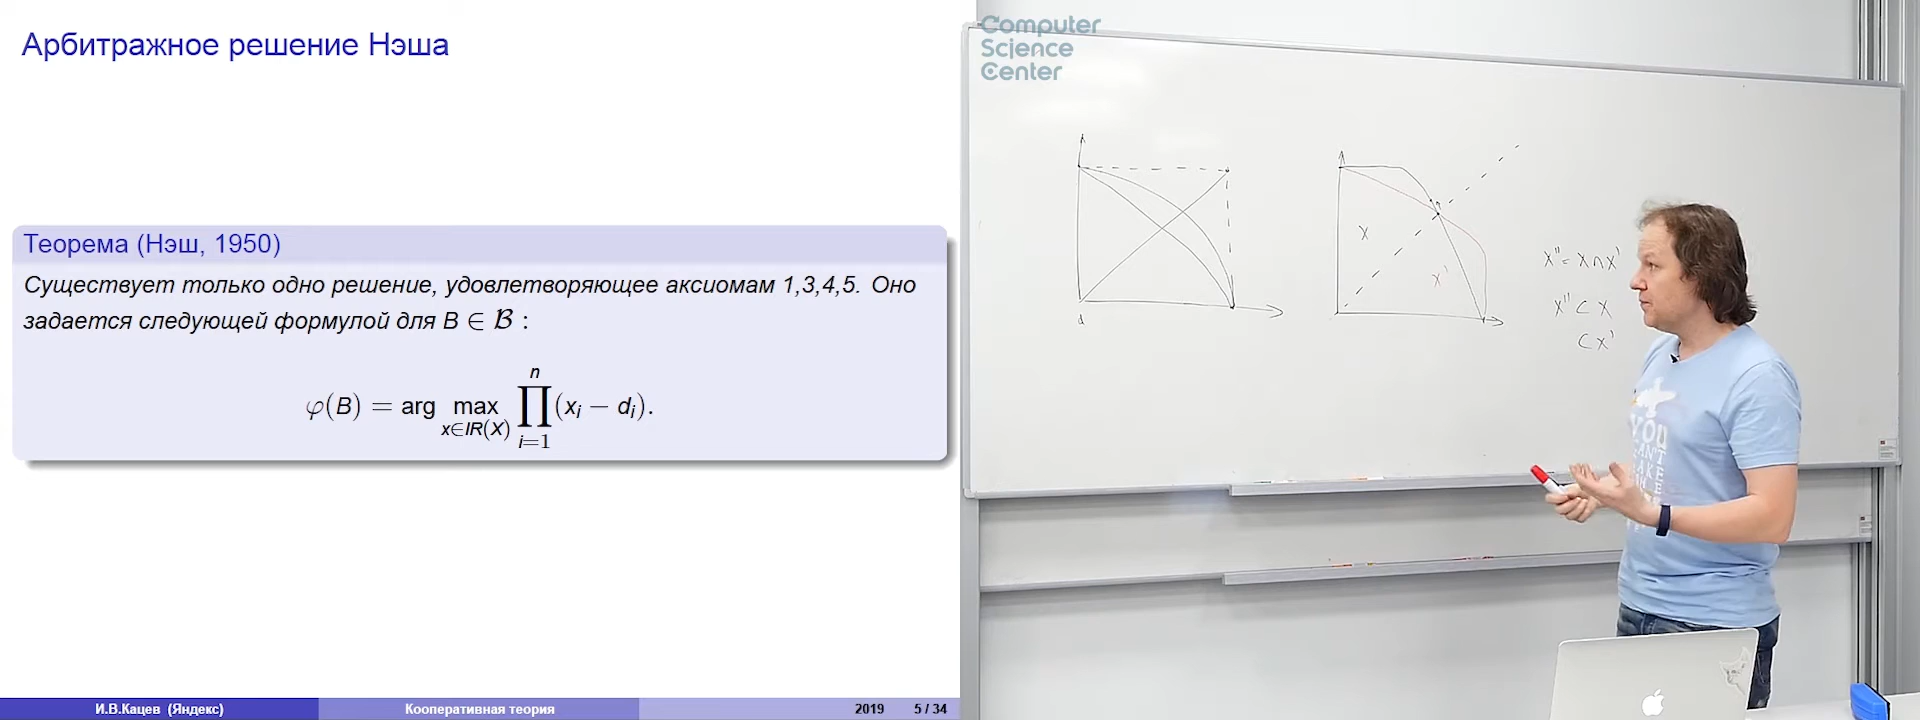 Арбитражное решение Нэша
Теорема (Нэш, 1950)
Существует только одно решение, удовлетворяющее аксиомам 1,3,4,5. Оно
задается следующей формулой для B ∈ ℬ :
φ(B) = arg max_{x∈IR(X)} ∏_{i=1}^{n} (x_i − d_i).
И.В.Кацев (Яндекс)
Кооперативная теория
2019
5 / 34
Computer
Science
Center
d
X
X'
X'' = X ∩ X'
X'' ⊂ X
⊂ X'
YOU